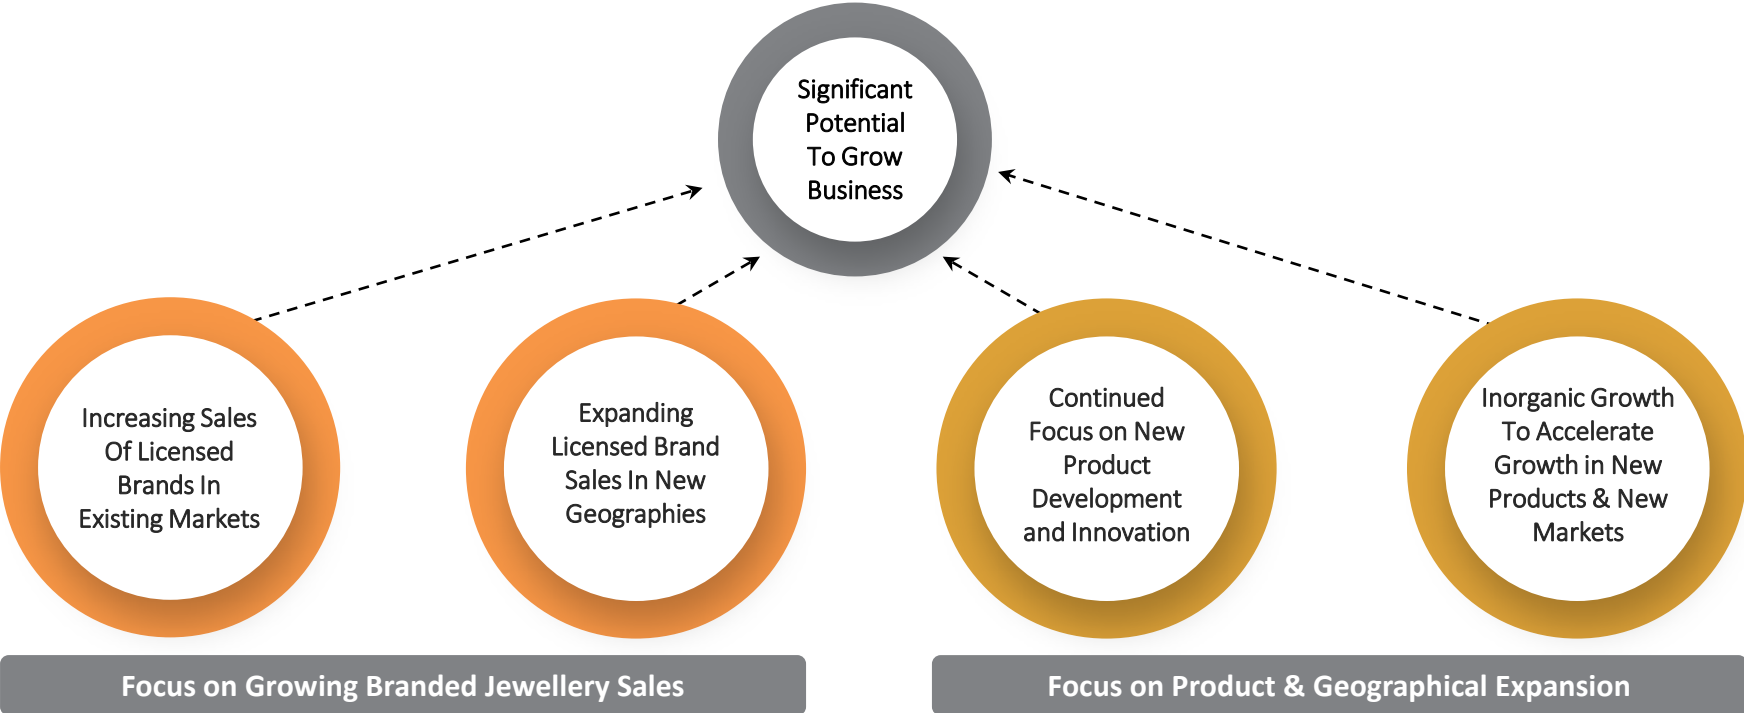 Significant
Potential
To Grow
Business
Increasing Sales
Of Licensed
Brands In
Existing Markets
Expanding
Licensed Brand
Sales In New
Geographies
Continued
Focus on New
Product
Development
and Innovation
Inorganic Growth
To Accelerate
Growth in New
Products & New
Markets
Focus on Growing Branded Jewellery Sales
Focus on Product & Geographical Expansion